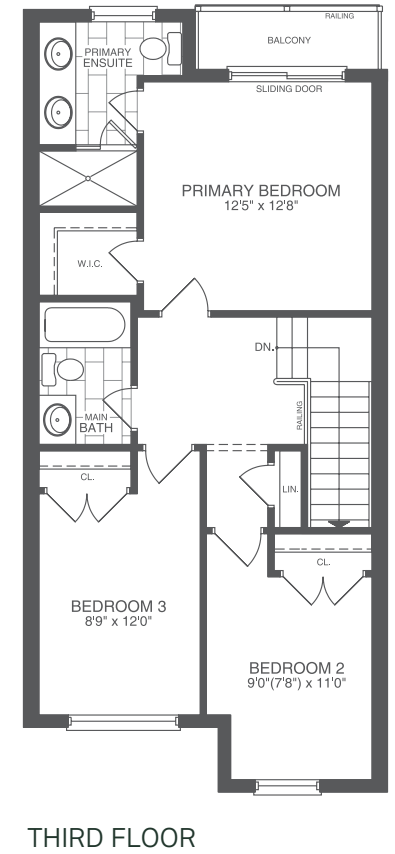 RAILING
BALCONY
PRIMARY
ENSUITE
SLIDING DOOR
PRIMARY BEDROOM
12'5" x 12'8"
W.I.C.
DN.
RAILING
MAIN
BATH
CL.
LIN.
CL.
BEDROOM 3
8'9" x 12'0"
BEDROOM 2
9'0"(7'8") x 11'0"
THIRD FLOOR